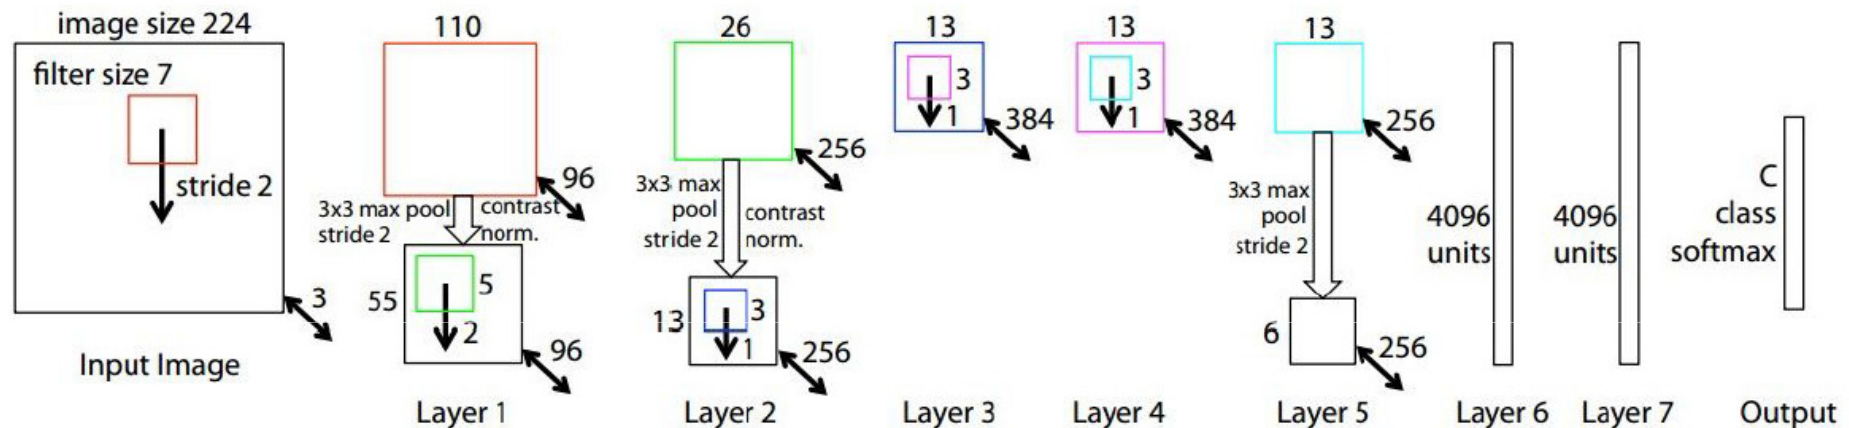 image size 224
filter size 7
stride 2
3
Input Image
110
96
3x3 max pool
stride 2
contrast
norm.
55
5
2
96
Layer 1
26
256
3x3 max
pool
stride 2
contrast
norm.
13
3
1
256
Layer 2
13
3
1
384
Layer 3
13
3
1
384
Layer 4
13
256
3x3 max
pool
stride 2
6
256
Layer 5
4096
units
Layer 6
4096
units
Layer 7
C
class
softmax
Output